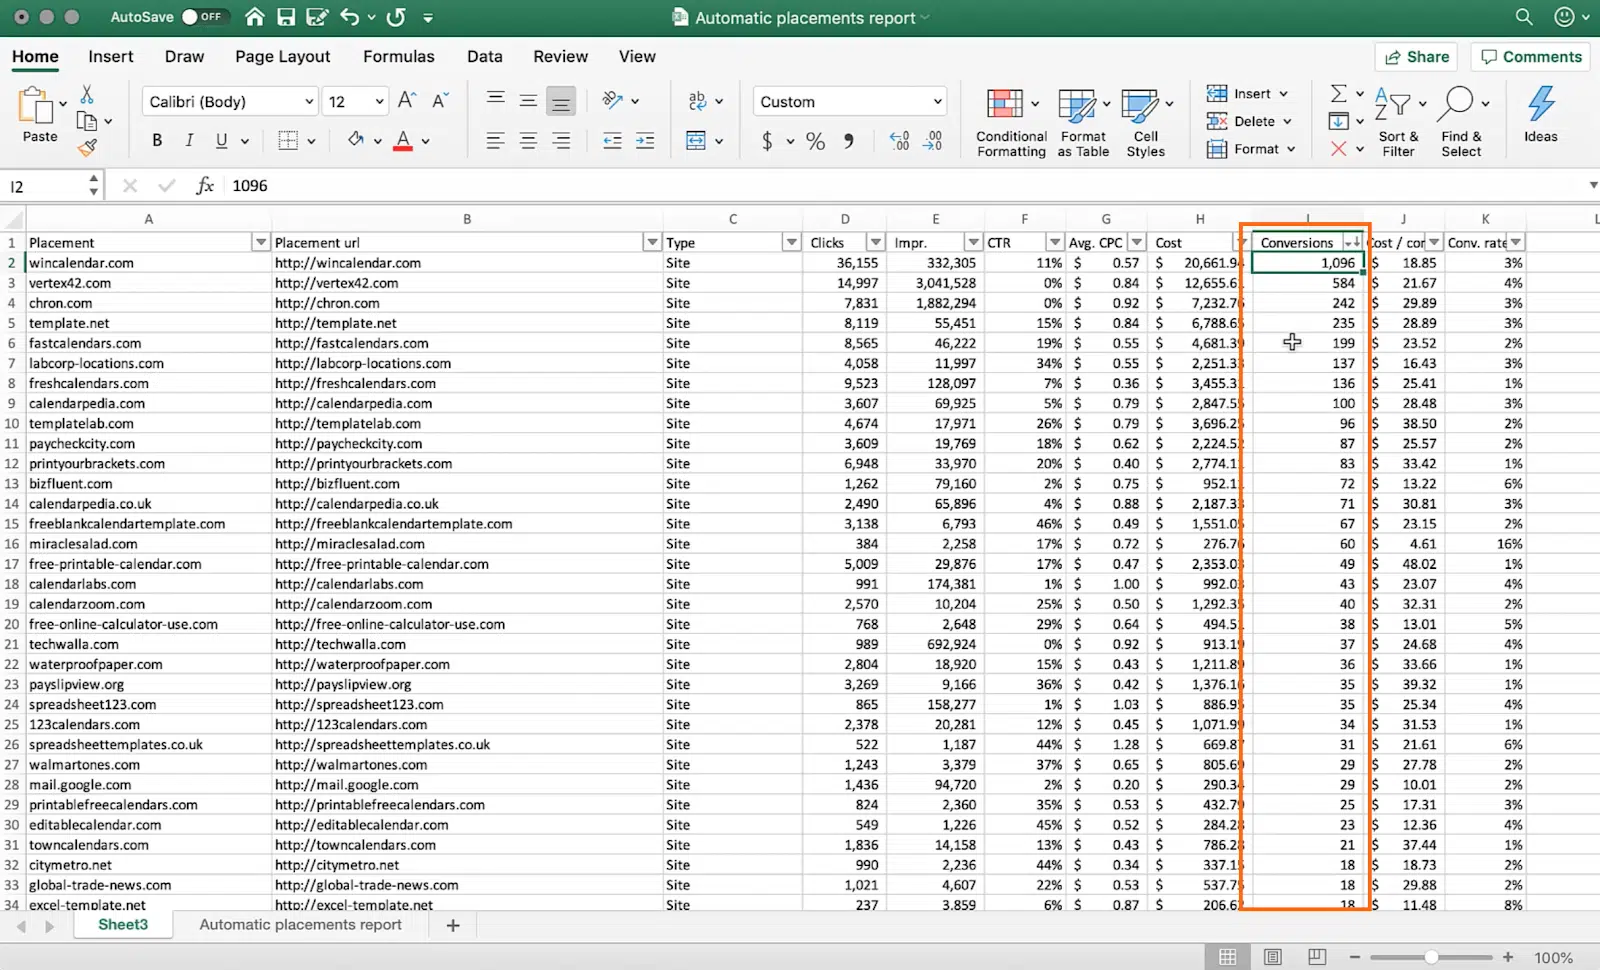 AutoSave OFF Automatic placements report
Home Insert Draw Page Layout Formulas Data Review View Share Comments
Paste Calibri (Body) 12 Custom Conditional Formatting Format as Table Cell Styles Insert Delete Format Sort & Filter Find & Select Ideas
B I U A $ % 
I2 fx 1096
A B C D E F G H I J K L
1 Placement Placement url Type Clicks Impr. CTR Avg. CPC Cost Conversions Cost / con Conv. rate
2 wincalendar.com http://wincalendar.com Site 36,155 332,305 11% $ 0.57 $ 20,661.94 1,096 $ 18.85 3%
3 vertex42.com http://vertex42.com Site 14,997 3,041,528 0% $ 0.84 $ 12,655.61 584 $ 21.67 4%
4 chron.com http://chron.com Site 7,831 1,882,294 0% $ 0.92 $ 7,232.76 242 $ 29.89 3%
5 template.net http://template.net Site 8,119 55,451 15% $ 0.84 $ 6,788.65 235 $ 28.89 3%
6 fastcalendars.com http://fastcalendars.com Site 8,565 46,222 19% $ 0.55 $ 4,681.39 199 $ 23.52 2%
7 labcorp-locations.com http://labcorp-locations.com Site 4,058 11,997 34% $ 0.55 $ 2,251.33 137 $ 16.43 3%
8 freshcalendars.com http://freshcalendars.com Site 9,523 128,097 7% $ 0.36 $ 3,455.31 136 $ 25.41 1%
9 calendarpedia.com http://calendarpedia.com Site 3,607 69,925 5% $ 0.79 $ 2,847.55 100 $ 28.48 3%
10 templatelab.com http://templatelab.com Site 4,674 17,971 26% $ 0.79 $ 3,696.25 96 $ 38.50 2%
11 paycheckcity.com http://paycheckcity.com Site 3,609 19,769 18% $ 0.62 $ 2,224.52 87 $ 25.57 2%
12 printyourbrackets.com http://printyourbrackets.com Site 6,948 33,970 20% $ 0.40 $ 2,774.11 83 $ 33.42 1%
13 bizfluent.com http://bizfluent.com Site 1,262 79,160 2% $ 0.75 $ 952.11 72 $ 13.22 6%
14 calendarpedia.co.uk http://calendarpedia.co.uk Site 2,490 65,896 4% $ 0.88 $ 2,187.33 71 $ 30.81 3%
15 freeblankcalendartemplate.com http://freeblankcalendartemplate.com Site 3,138 6,793 46% $ 0.49 $ 1,551.05 67 $ 23.15 2%
16 miraclesalad.com http://miraclesalad.com Site 384 2,258 17% $ 0.72 $ 276.76 60 $ 4.61 16%
17 free-printable-calendar.com http://free-printable-calendar.com Site 5,009 29,876 17% $ 0.47 $ 2,353.03 49 $ 48.02 1%
18 calendarlabs.com http://calendarlabs.com Site 991 174,381 1% $ 1.00 $ 992.03 43 $ 23.07 4%
19 calendarzoom.com http://calendarzoom.com Site 2,570 10,204 25% $ 0.50 $ 1,292.35 40 $ 32.31 2%
20 free-online-calculator-use.com http://free-online-calculator-use.com Site 768 2,648 29% $ 0.64 $ 494.51 38 $ 13.01 5%
21 techwalla.com http://techwalla.com Site 989 692,924 0% $ 0.92 $ 913.19 37 $ 24.68 4%
22 waterproofpaper.com http://waterproofpaper.com Site 2,804 18,920 15% $ 0.43 $ 1,211.89 36 $ 33.66 1%
23 payslipview.org http://payslipview.org Site 3,269 9,166 36% $ 0.42 $ 1,376.16 35 $ 39.32 1%
24 spreadsheet123.com http://spreadsheet123.com Site 865 158,277 1% $ 1.03 $ 886.95 35 $ 25.34 4%
25 123calendars.com http://123calendars.com Site 2,378 20,281 12% $ 0.45 $ 1,071.99 34 $ 31.53 1%
26 spreadsheettemplates.co.uk http://spreadsheettemplates.co.uk Site 522 1,187 44% $ 1.28 $ 669.87 31 $ 21.61 6%
27 walmartones.com http://walmartones.com Site 1,243 3,379 37% $ 0.65 $ 805.69 29 $ 27.78 2%
28 mail.google.com http://mail.google.com Site 1,436 94,720 2% $ 0.20 $ 290.34 29 $ 10.01 2%
29 printablefreecalendars.com http://printablefreecalendars.com Site 824 2,360 35% $ 0.53 $ 432.79 25 $ 17.31 3%
30 editablecalendar.com http://editablecalendar.com Site 549 1,226 45% $ 0.52 $ 284.28 23 $ 12.36 4%
31 towncalendars.com http://towncalendars.com Site 1,836 14,158 13% $ 0.43 $ 786.28 21 $ 37.44 1%
32 citymetro.net http://citymetro.net Site 990 2,236 44% $ 0.34 $ 337.15 18 $ 18.73 2%
33 global-trade-news.com http://global-trade-news.com Site 1,021 4,607 22% $ 0.53 $ 537.75 18 $ 29.88 2%
34 excel-template.net http://excel-template.net Site 237 3,859 6% $ 0.87 $ 206.62 18 $ 11.48 8%
Sheet3 Automatic placements report
100%